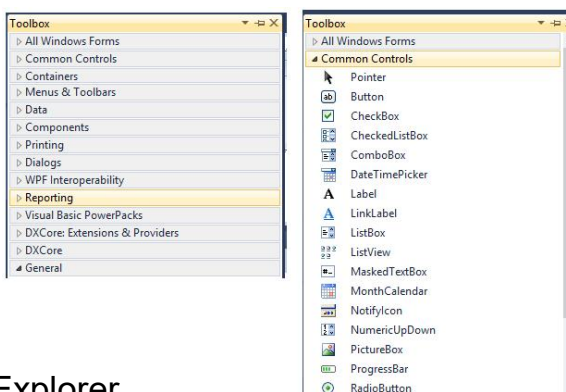 Toolbox
All Windows Forms
Common Controls
Containers
Menus & Toolbars
Data
Components
Printing
Dialogs
WPF Interoperability
Reporting
Visual Basic PowerPacks
DXCore: Extensions & Providers
DXCore
General
Toolbox
All Windows Forms
Common Controls
Pointer
Button
CheckBox
CheckedListBox
ComboBox
DateTimePicker
Label
LinkLabel
ListBox
ListView
MaskedTextBox
MonthCalendar
NotifyIcon
NumericUpDown
PictureBox
ProgressBar
RadioButton
Explorer